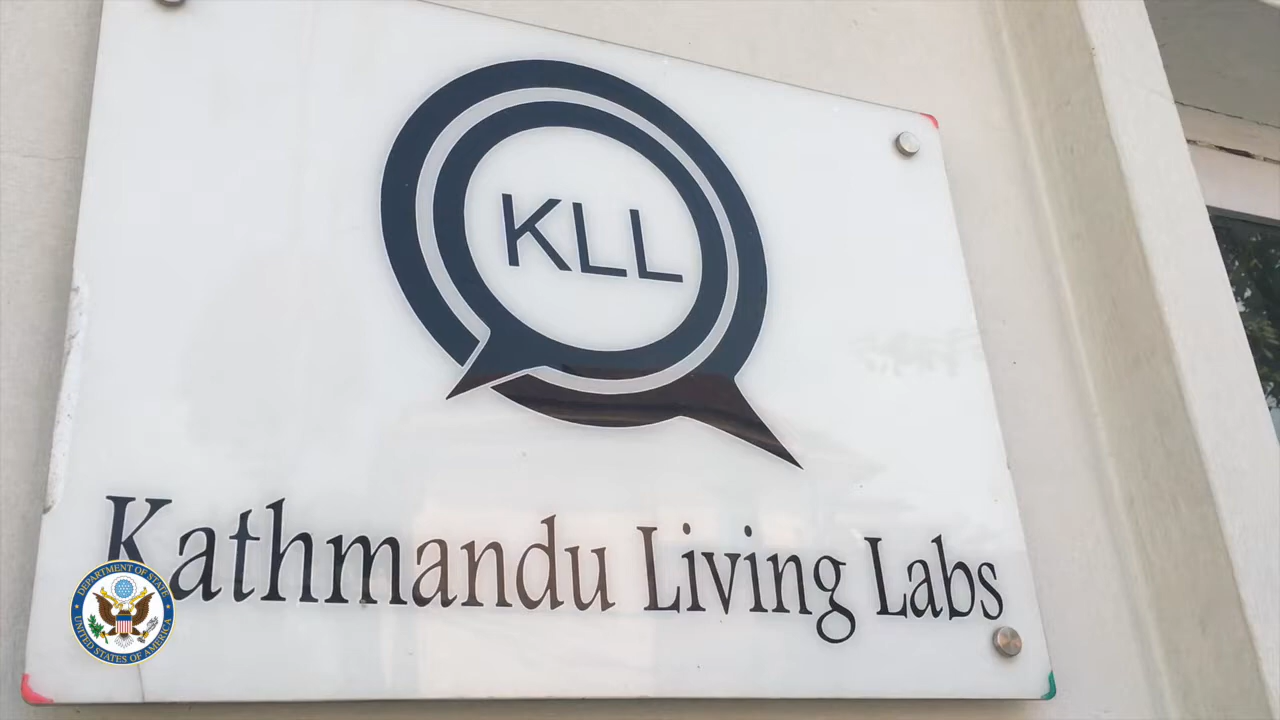 KLL
Kathmandu Living Labs
DEPARTMENT OF STATE
UNITED STATES OF AMERICA